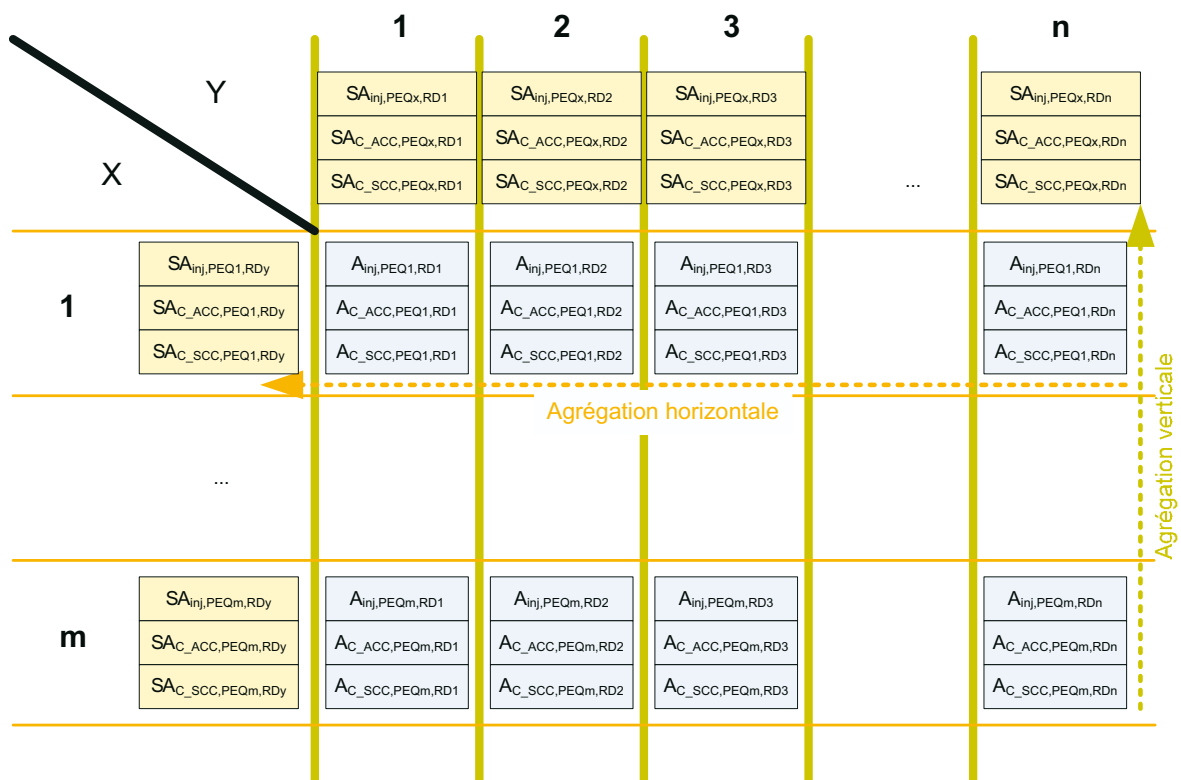 1 2 3 n
Y
X
SAinj,PEQx,RD1 SAinj,PEQx,RD2 SAinj,PEQx,RD3 SAinj,PEQx,RDn
SAC_ACC,PEQx,RD1 SAC_ACC,PEQx,RD2 SAC_ACC,PEQx,RD3 SAC_ACC,PEQx,RDn
SAC_SCC,PEQx,RD1 SAC_SCC,PEQx,RD2 SAC_SCC,PEQx,RD3 ... SAC_SCC,PEQx,RDn
SAinj,PEQ1,RDy Ainj,PEQ1,RD1 Ainj,PEQ1,RD2 Ainj,PEQ1,RD3 Ainj,PEQ1,RDn
1 SAC_ACC,PEQ1,RDy AC_ACC,PEQ1,RD1 AC_ACC,PEQ1,RD2 AC_ACC,PEQ1,RD3 AC_ACC,PEQ1,RDn
SAC_SCC,PEQ1,RDy AC_SCC,PEQ1,RD1 AC_SCC,PEQ1,RD2 AC_SCC,PEQ1,RD3 AC_SCC,PEQ1,RDn
Agrégation horizontale
Agrégation verticale
...
SAinj,PEQm,RDy Ainj,PEQm,RD1 Ainj,PEQm,RD2 Ainj,PEQm,RD3 Ainj,PEQm,RDn
m SAC_ACC,PEQm,RDy AC_ACC,PEQm,RD1 AC_ACC,PEQm,RD2 AC_ACC,PEQm,RD3 AC_ACC,PEQm,RDn
SAC_SCC,PEQm,RDy AC_SCC,PEQm,RD1 AC_SCC,PEQm,RD2 AC_SCC,PEQm,RD3 AC_SCC,PEQm,RDn